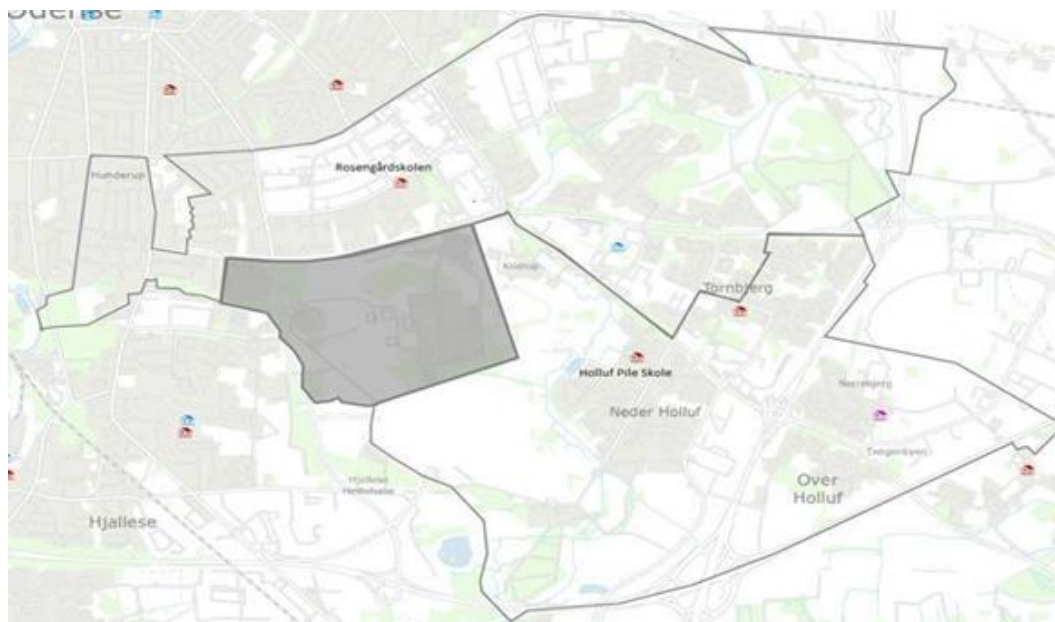 Odense
Rosengårdskolen
Hunderup
Tornbjerg
Holluf Pile Skole
Neder Holluf
Over
Holluf
Hjallese